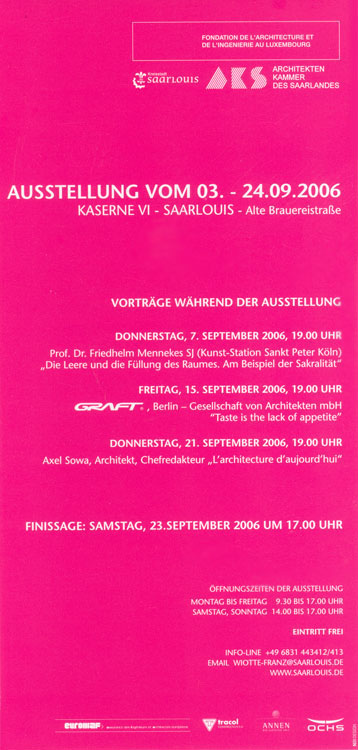 FONDATION DE L'ARCHITECTURE ET
DE L'INGENIERIE AU LUXEMBOURG
Kreisstadt
SAARLOUIS
AKS
ARCHITEKTEN
KAMMER
DES SAARLANDES
AUSSTELLUNG VOM 03. - 24.09.2006
KASERNE VI - SAARLOUIS - Alte Brauereistraße
VORTRÄGE WÄHREND DER AUSSTELLUNG
DONNERSTAG, 7. SEPTEMBER 2006, 19.00 UHR
Prof. Dr. Friedhelm Mennekes SJ (Kunst-Station Sankt Peter Köln)
„Die Leere und die Füllung des Raumes. Am Beispiel der Sakralität“
FREITAG, 15. SEPTEMBER 2006, 19.00 UHR
GRAFT® , Berlin – Gesellschaft von Architekten mbH
“Taste is the lack of appetite“
DONNERSTAG, 21. SEPTEMBER 2006, 19.00 UHR
Axel Sowa, Architekt, Chefredakteur „L'architecture d'aujourd'hui“
FINISSAGE: SAMSTAG, 23.SEPTEMBER 2006 UM 17.00 UHR
ÖFFNUNGSZEITEN DER AUSSTELLUNG
MONTAG BIS FREITAG 9.30 BIS 17.00 UHR
SAMSTAG, SONNTAG 14.00 BIS 17.00 UHR
EINTRITT FREI
INFO-LINE +49 6831 443412/413
EMAIL WIOTTE-FRANZ@SAARLOUIS.DE
WWW.SAARLOUIS.DE
euromaf
tracol
ANNEN
OCHS